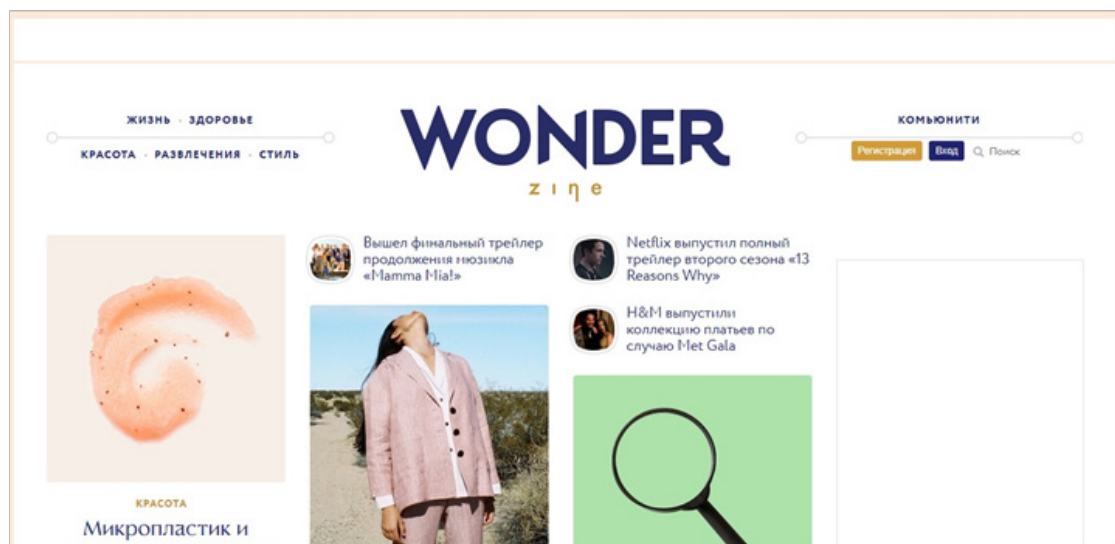 ЖИЗНЬ · ЗДОРОВЬЕ
КРАСОТА · РАЗВЛЕЧЕНИЯ · СТИЛЬ
WONDER
zine
КОМЬЮНИТИ
Регистрация Вход Поиск
Вышел финальный трейлер
продолжения мюзикла
«Mamma Mia!»
Netflix выпустил полный
трейлер второго сезона «13
Reasons Why»
H&M выпустили
коллекцию платьев по
случаю Met Gala
КРАСОТА
Микропластик и